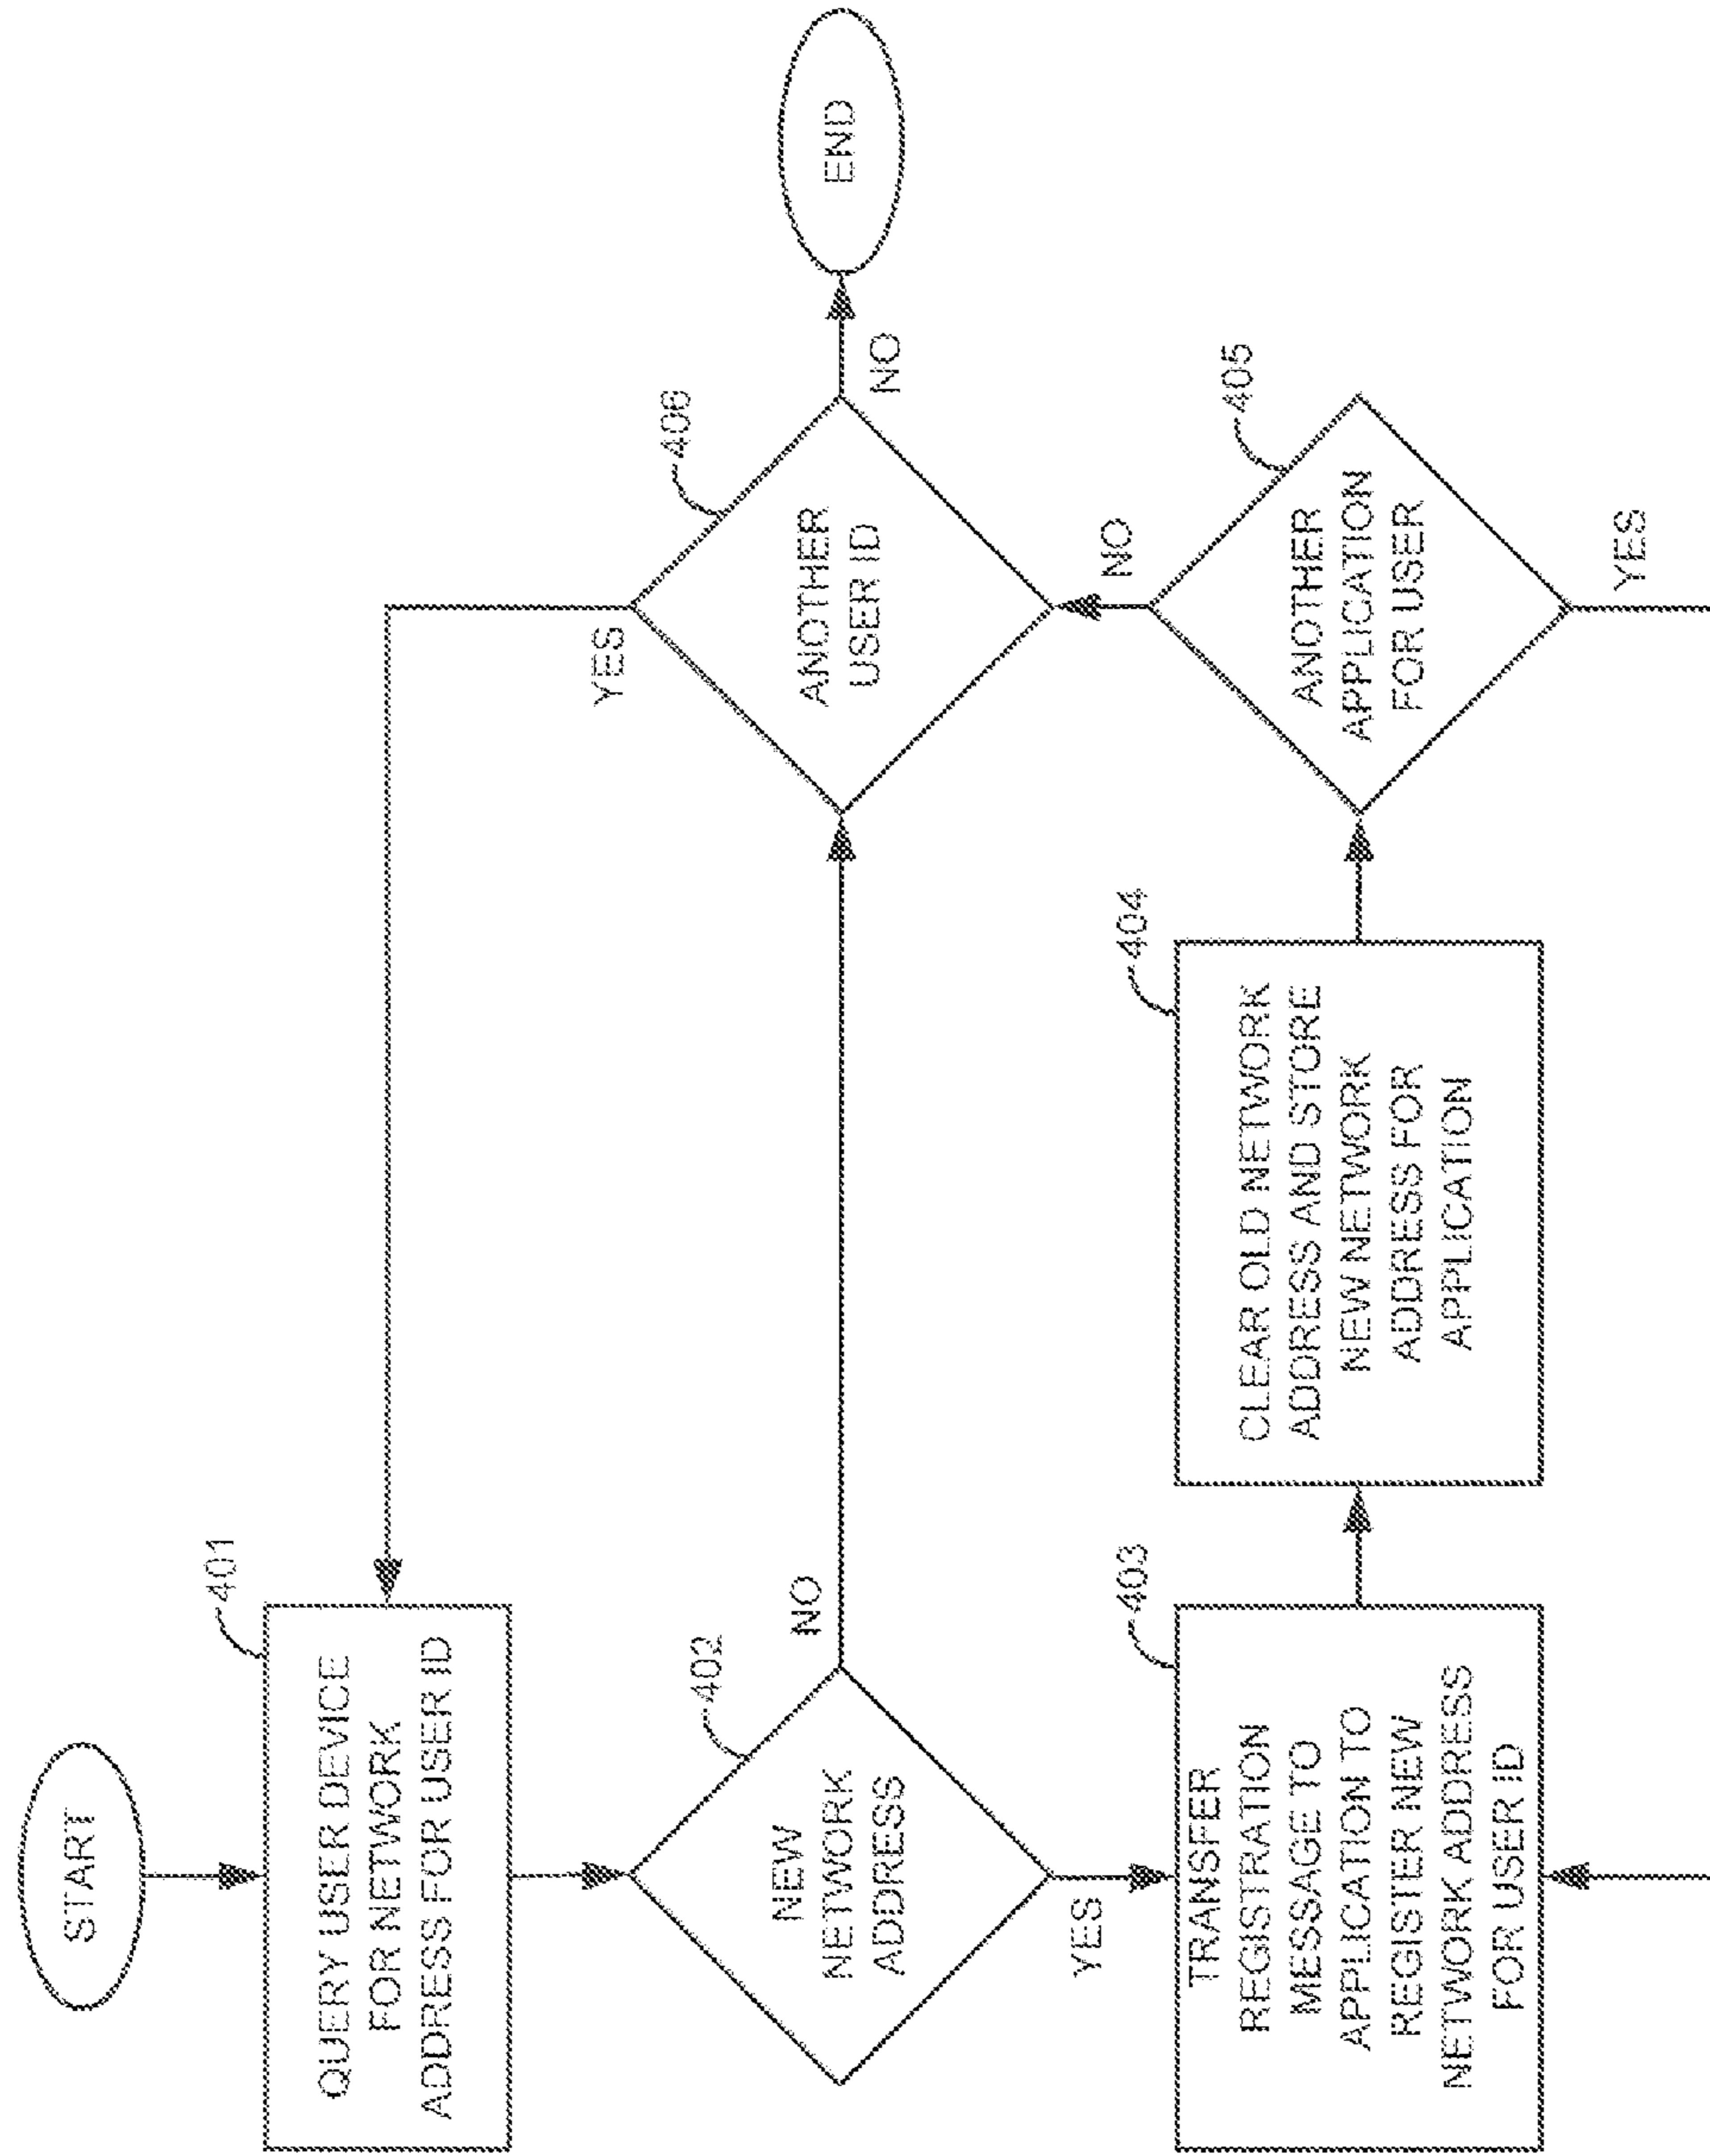 START
401
QUERY USER DEVICE
FOR NETWORK
ADDRESS FOR USER ID
402
NEW
NETWORK
ADDRESS
NO
YES
403
TRANSFER
REGISTRATION
MESSAGE TO
APPLICATION TO
REGISTER NEW
NETWORK ADDRESS
FOR USER ID
404
CLEAR OLD NETWORK
ADDRESS AND STORE
NEW NETWORK
ADDRESS FOR
APPLICATION
405
ANOTHER
APPLICATION
FOR USER
YES
NO
406
ANOTHER
USER ID
YES
NO
END